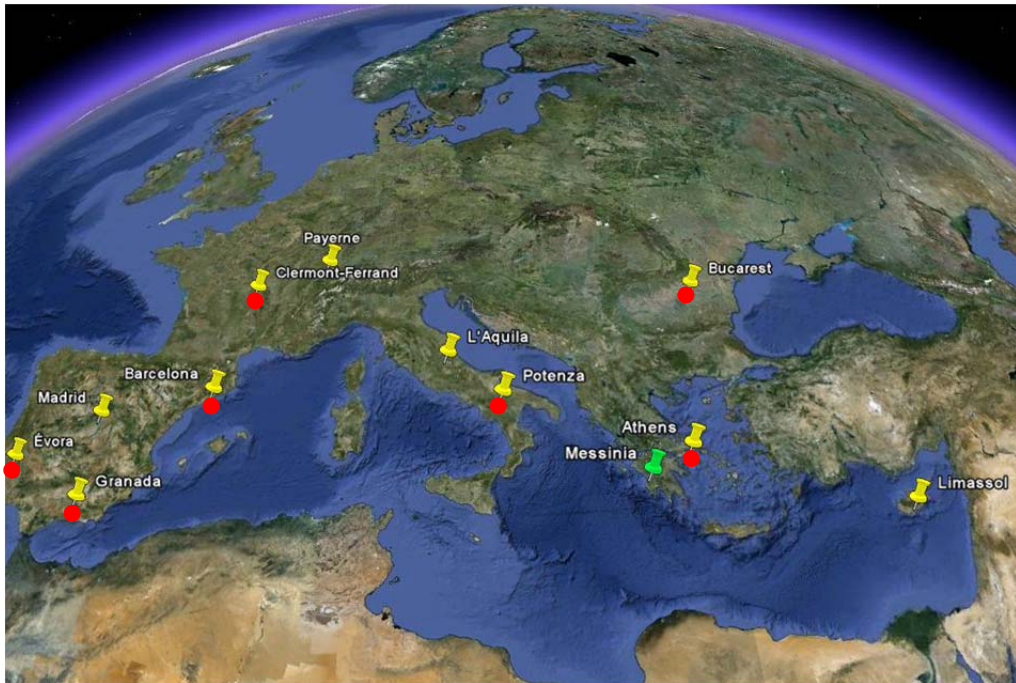 Payerne
Clermont-Ferrand
Bucarest
L'Aquila
Barcelona
Potenza
Madrid
Athens
Évora
Messinia
Granada
Limassol